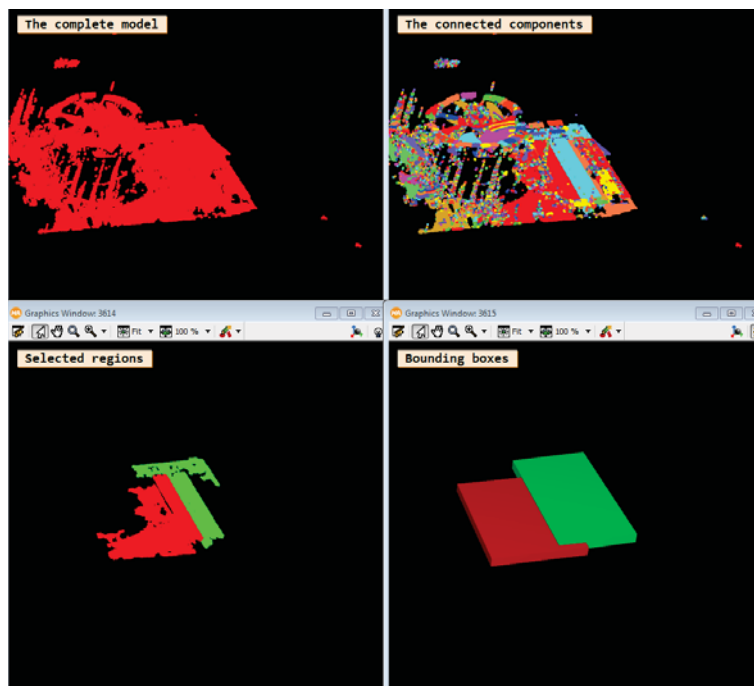 The complete model
The connected components
Graphics Window: 3614
Graphics Window: 3615
Fit
100 %
Fit
100 %
Selected regions
Bounding boxes